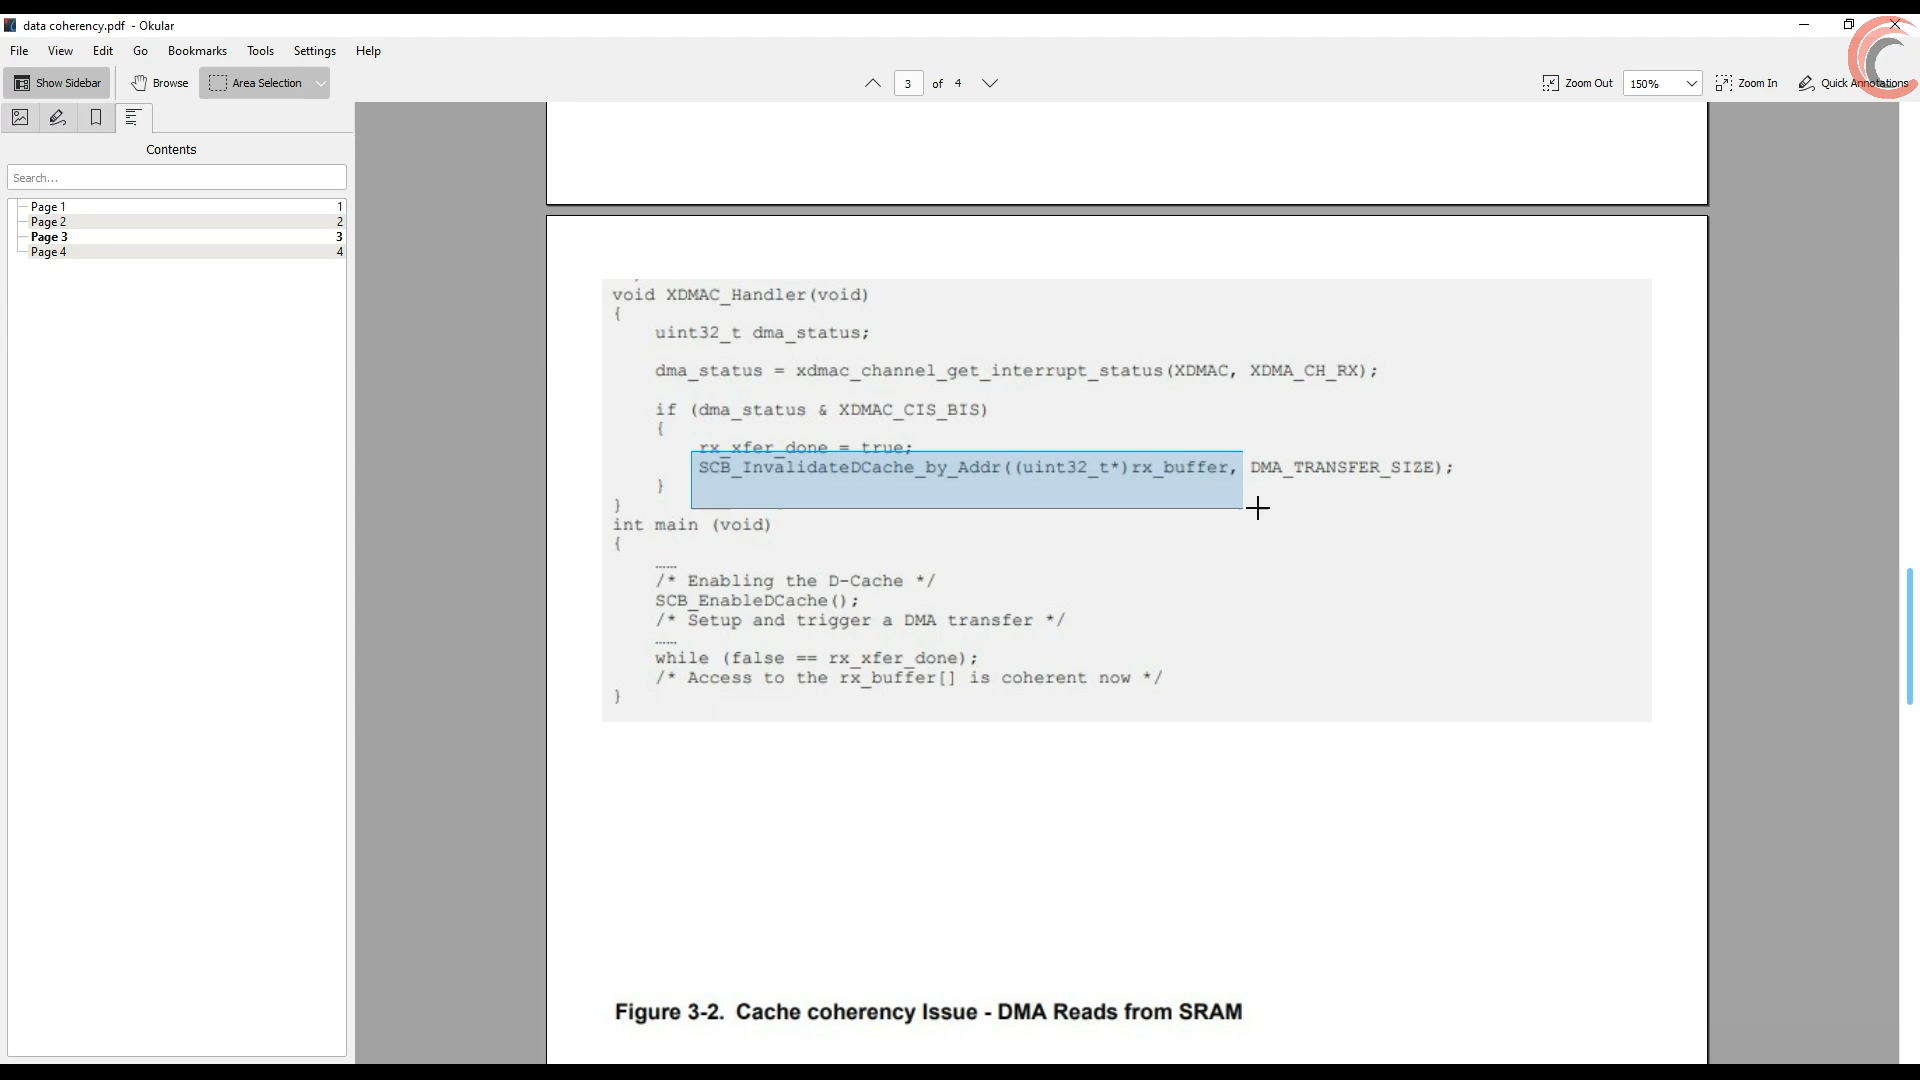 data coherency.pdf - Okular
File View Edit Go Bookmarks Tools Settings Help
Show Sidebar Browse Area Selection 3 of 4 Zoom Out 150% Zoom In Quick Annotations
Contents
Search...
Page 1 1
Page 2 2
Page 3 3
Page 4 4
void XDMAC_Handler(void)
{
uint32_t dma_status;
dma_status = xdmac_channel_get_interrupt_status(XDMAC, XDMA_CH_RX);
if (dma_status & XDMAC_CIS_BIS)
{
rx_xfer_done = true;
SCB_InvalidateDCache_by_Addr((uint32_t*)rx_buffer, DMA_TRANSFER_SIZE);
}
}
int main (void)
{
……
/* Enabling the D-Cache */
SCB_EnableDCache();
/* Setup and trigger a DMA transfer */
……
while (false == rx_xfer_done);
/* Access to the rx_buffer[] is coherent now */
}
Figure 3-2. Cache coherency Issue - DMA Reads from SRAM